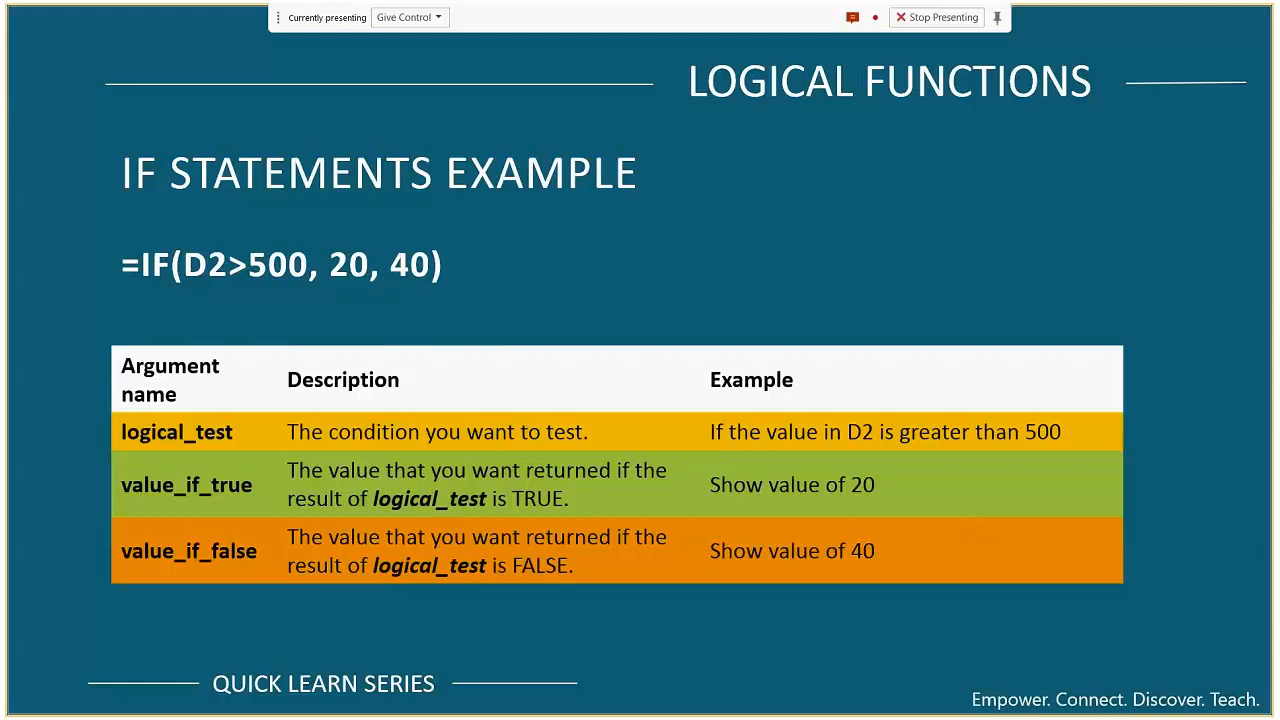 Currently presenting Give Control Stop Presenting
LOGICAL FUNCTIONS
IF STATEMENTS EXAMPLE
=IF(D2>500, 20, 40)
Argument
name
Description
Example
logical_test
The condition you want to test.
If the value in D2 is greater than 500
value_if_true
The value that you want returned if the
result of logical_test is TRUE.
Show value of 20
value_if_false
The value that you want returned if the
result of logical_test is FALSE.
Show value of 40
QUICK LEARN SERIES
Empower. Connect. Discover. Teach.